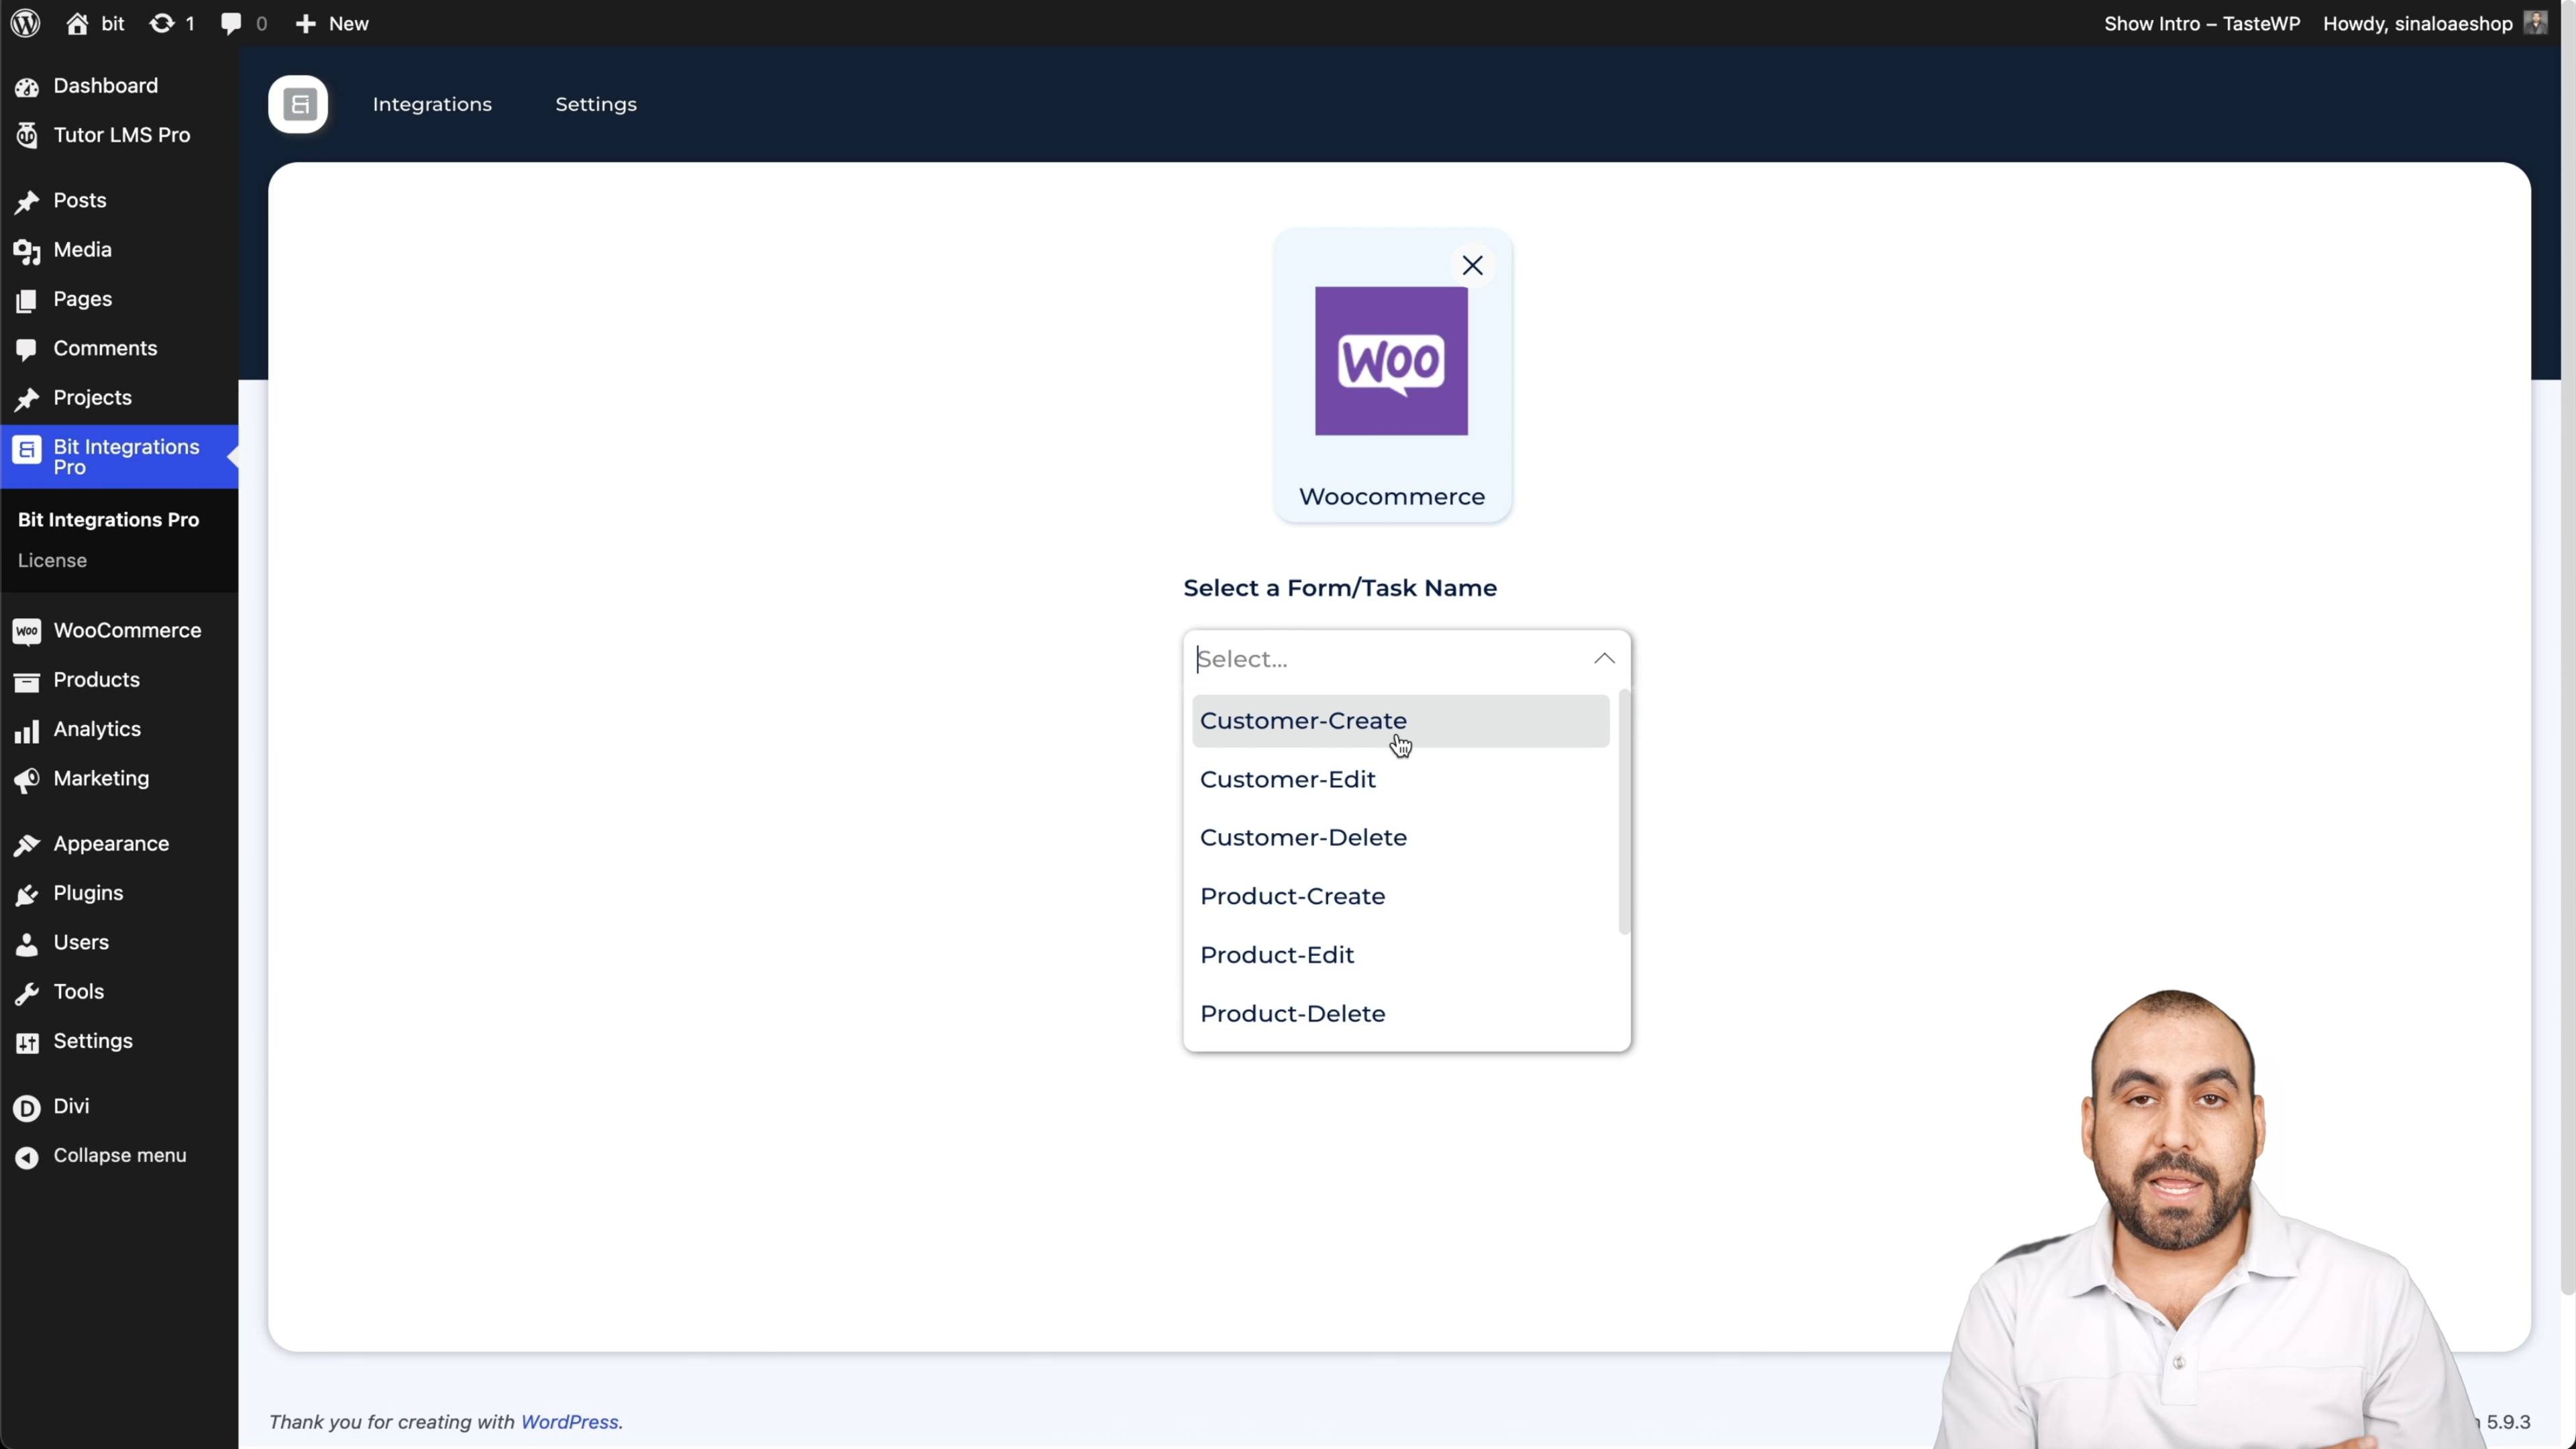 bit
1
0
New
Show Intro – TasteWP
Howdy, sinaloaeshop
Dashboard
Tutor LMS Pro
Posts
Media
Pages
Comments
Projects
Bit Integrations
Pro
Bit Integrations Pro
License
WooCommerce
Products
Analytics
Marketing
Appearance
Plugins
Users
Tools
Settings
Divi
Collapse menu
Integrations
Settings
Woo
Woocommerce
Select a Form/Task Name
Select...
Customer-Create
Customer-Edit
Customer-Delete
Product-Create
Product-Edit
Product-Delete
Thank you for creating with WordPress.
5.9.3